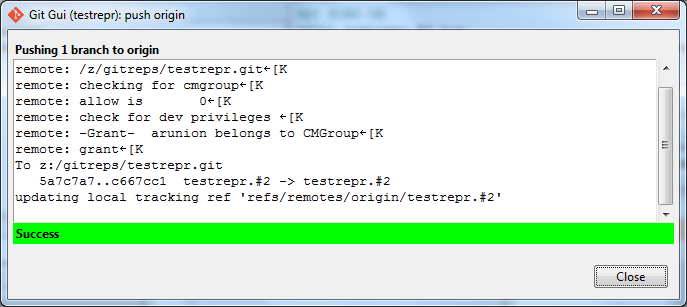 Git Gui (testrepr): push origin
Pushing 1 branch to origin
remote: /z/gitreps/testrepr.git←[K
remote: checking for cmgroup←[K
remote: allow is       0←[K
remote: check for dev privileges ←[K
remote: -Grant-  arunion belongs to CMGroup←[K
remote: grant←[K
To z:/gitreps/testrepr.git
   5a7c7a7..c667cc1  testrepr.#2 -> testrepr.#2
updating local tracking ref 'refs/remotes/origin/testrepr.#2'
Success
Close